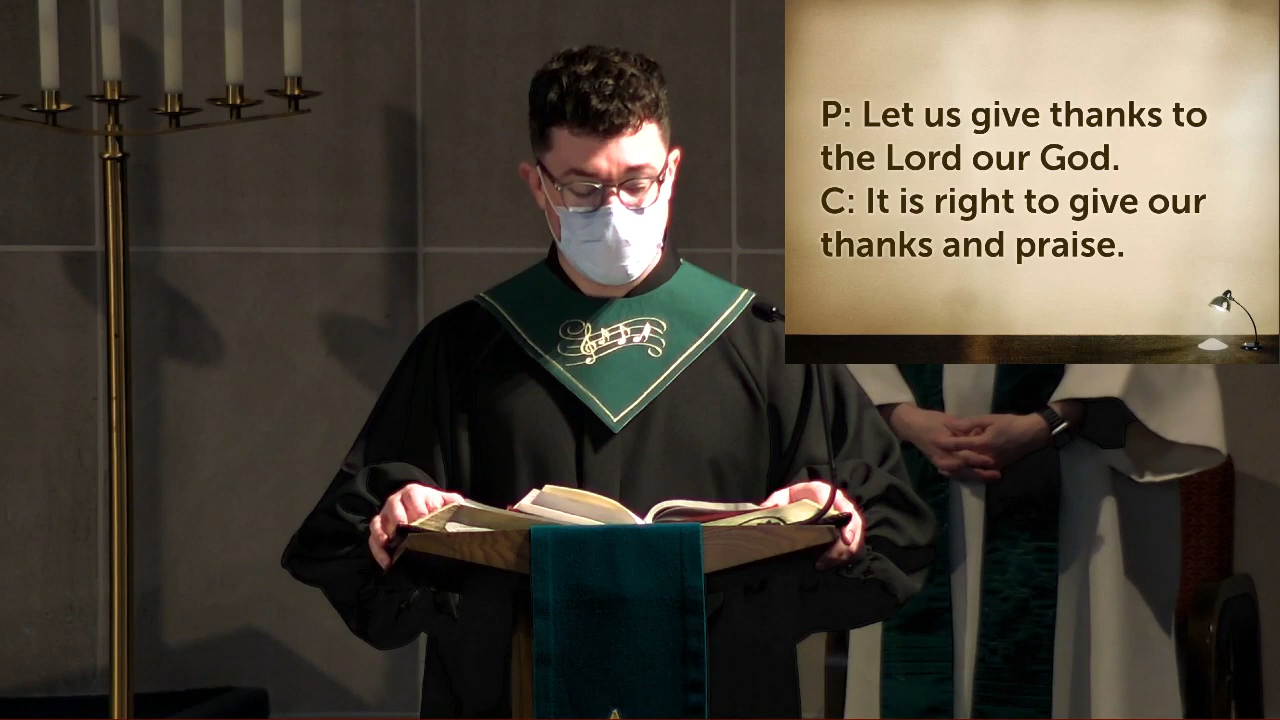 P: Let us give thanks to
the Lord our God.
C: It is right to give our
thanks and praise.